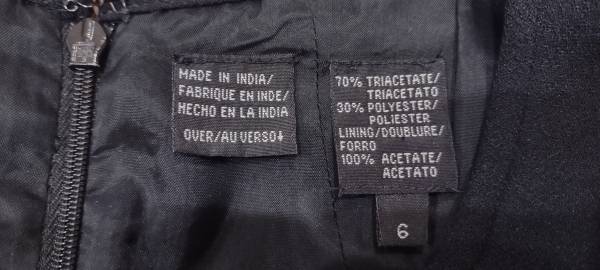 MADE IN INDIA/
FABRIQUE EN INDE/
HECHO EN LA INDIA
OVER/AU VERSO↓
70% TRIACETATE/
TRIACETATO
30% POLYESTER/
POLIESTER
LINING/DOUBLURE/
FORRO
100% ACETATE/
ACETATO
6